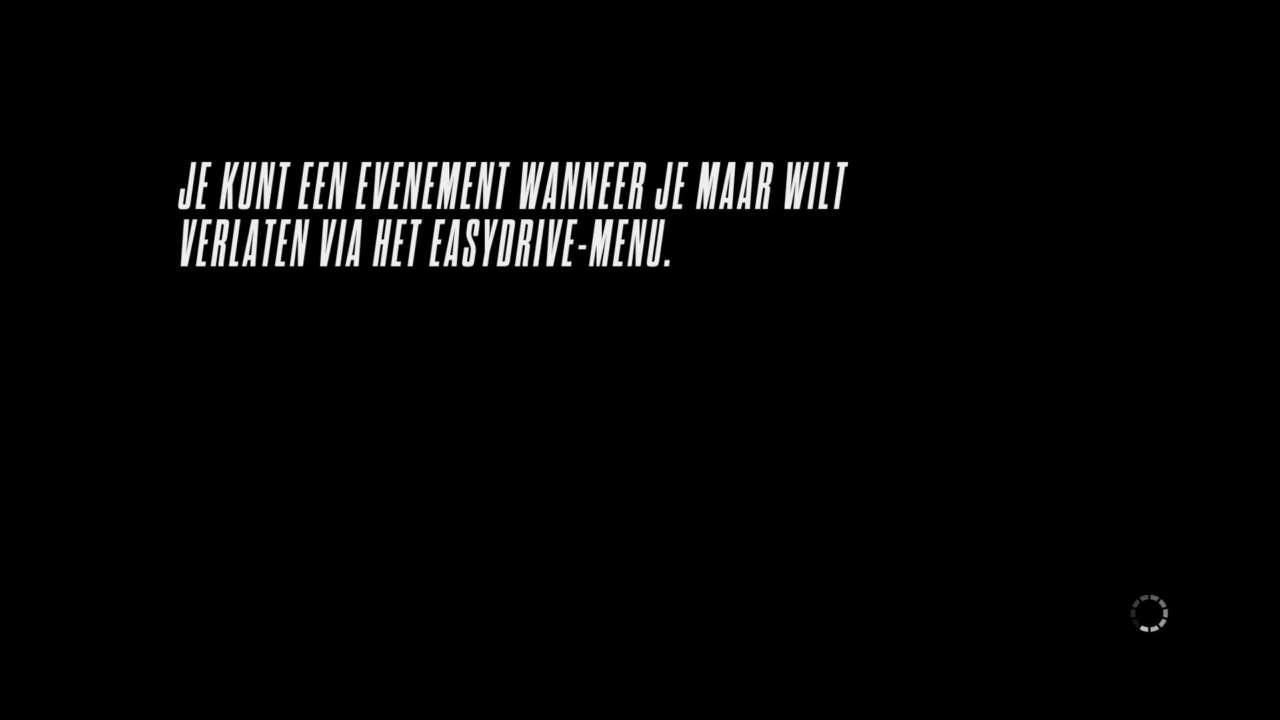 JE KUNT EEN EVENEMENT WANNEER JE MAAR WILT
VERLATEN VIA HET EASYDRIVE-MENU.